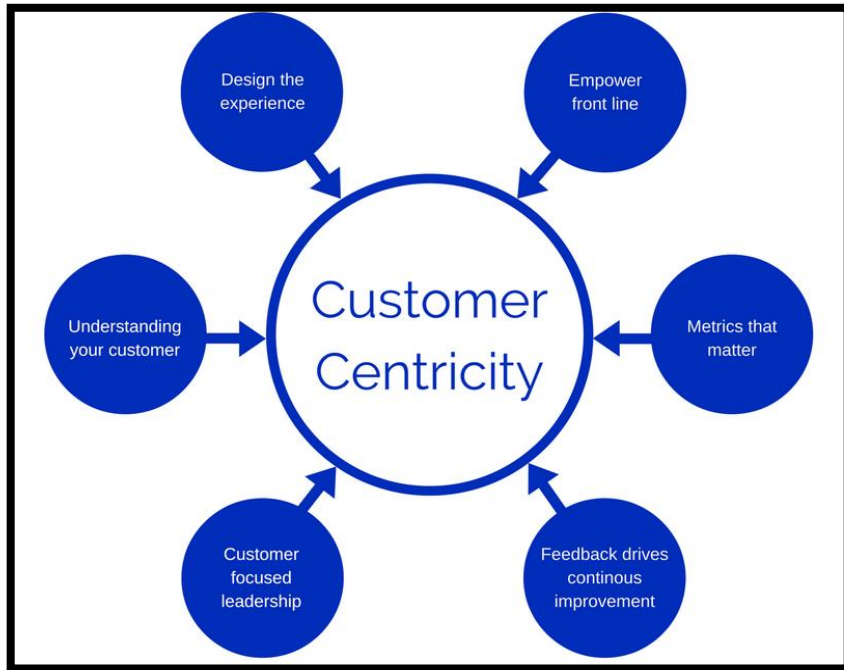 Design the
experience
Empower
front line
Customer
Centricity
Understanding
your customer
Metrics that
matter
Customer
focused
leadership
Feedback drives
continous
improvement